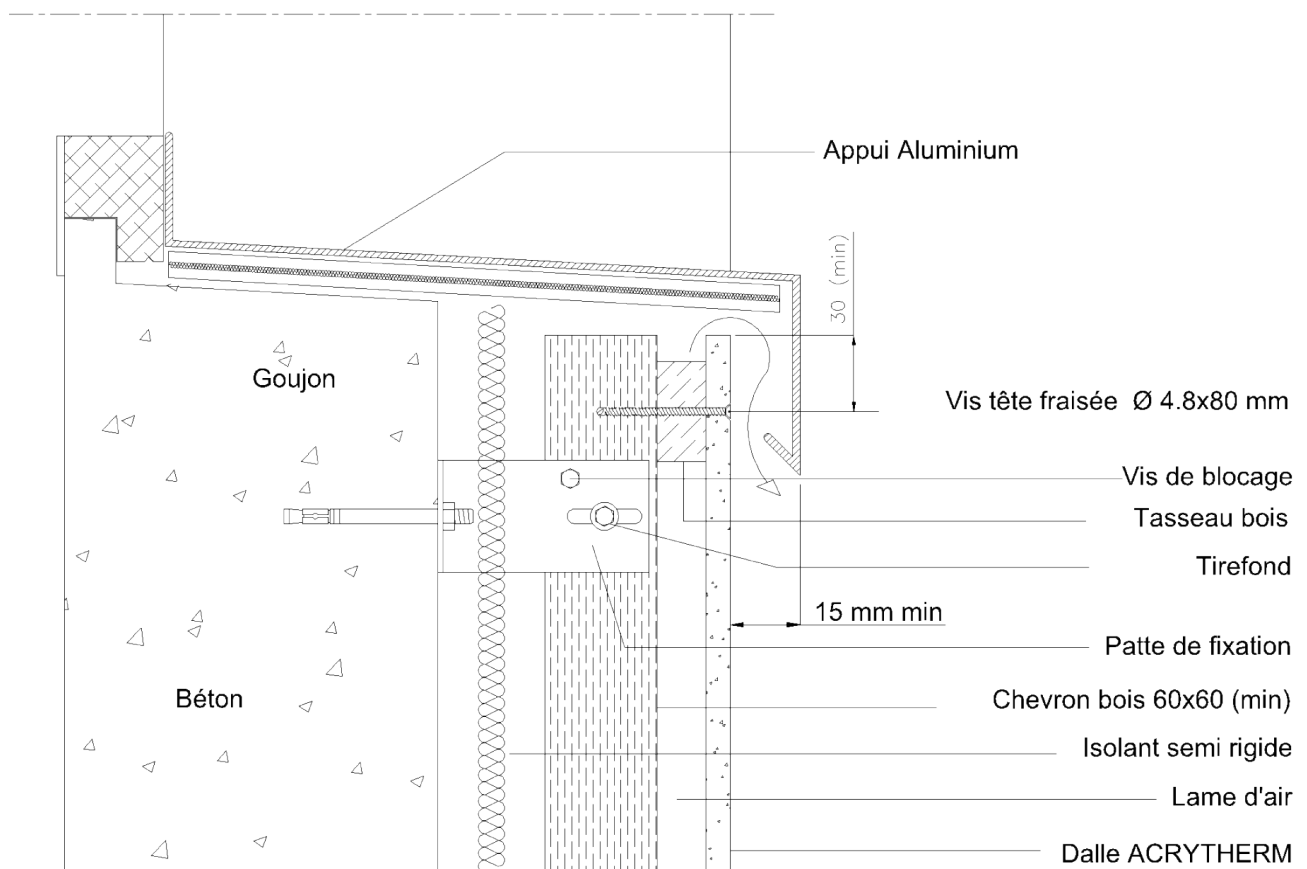 Appui Aluminium
30 (min)
Goujon
Vis tête fraisée Ø 4.8x80 mm
Vis de blocage
Tasseau bois
Tirefond
15 mm min
Patte de fixation
Béton
Chevron bois 60x60 (min)
Isolant semi rigide
Lame d'air
Dalle ACRYTHERM